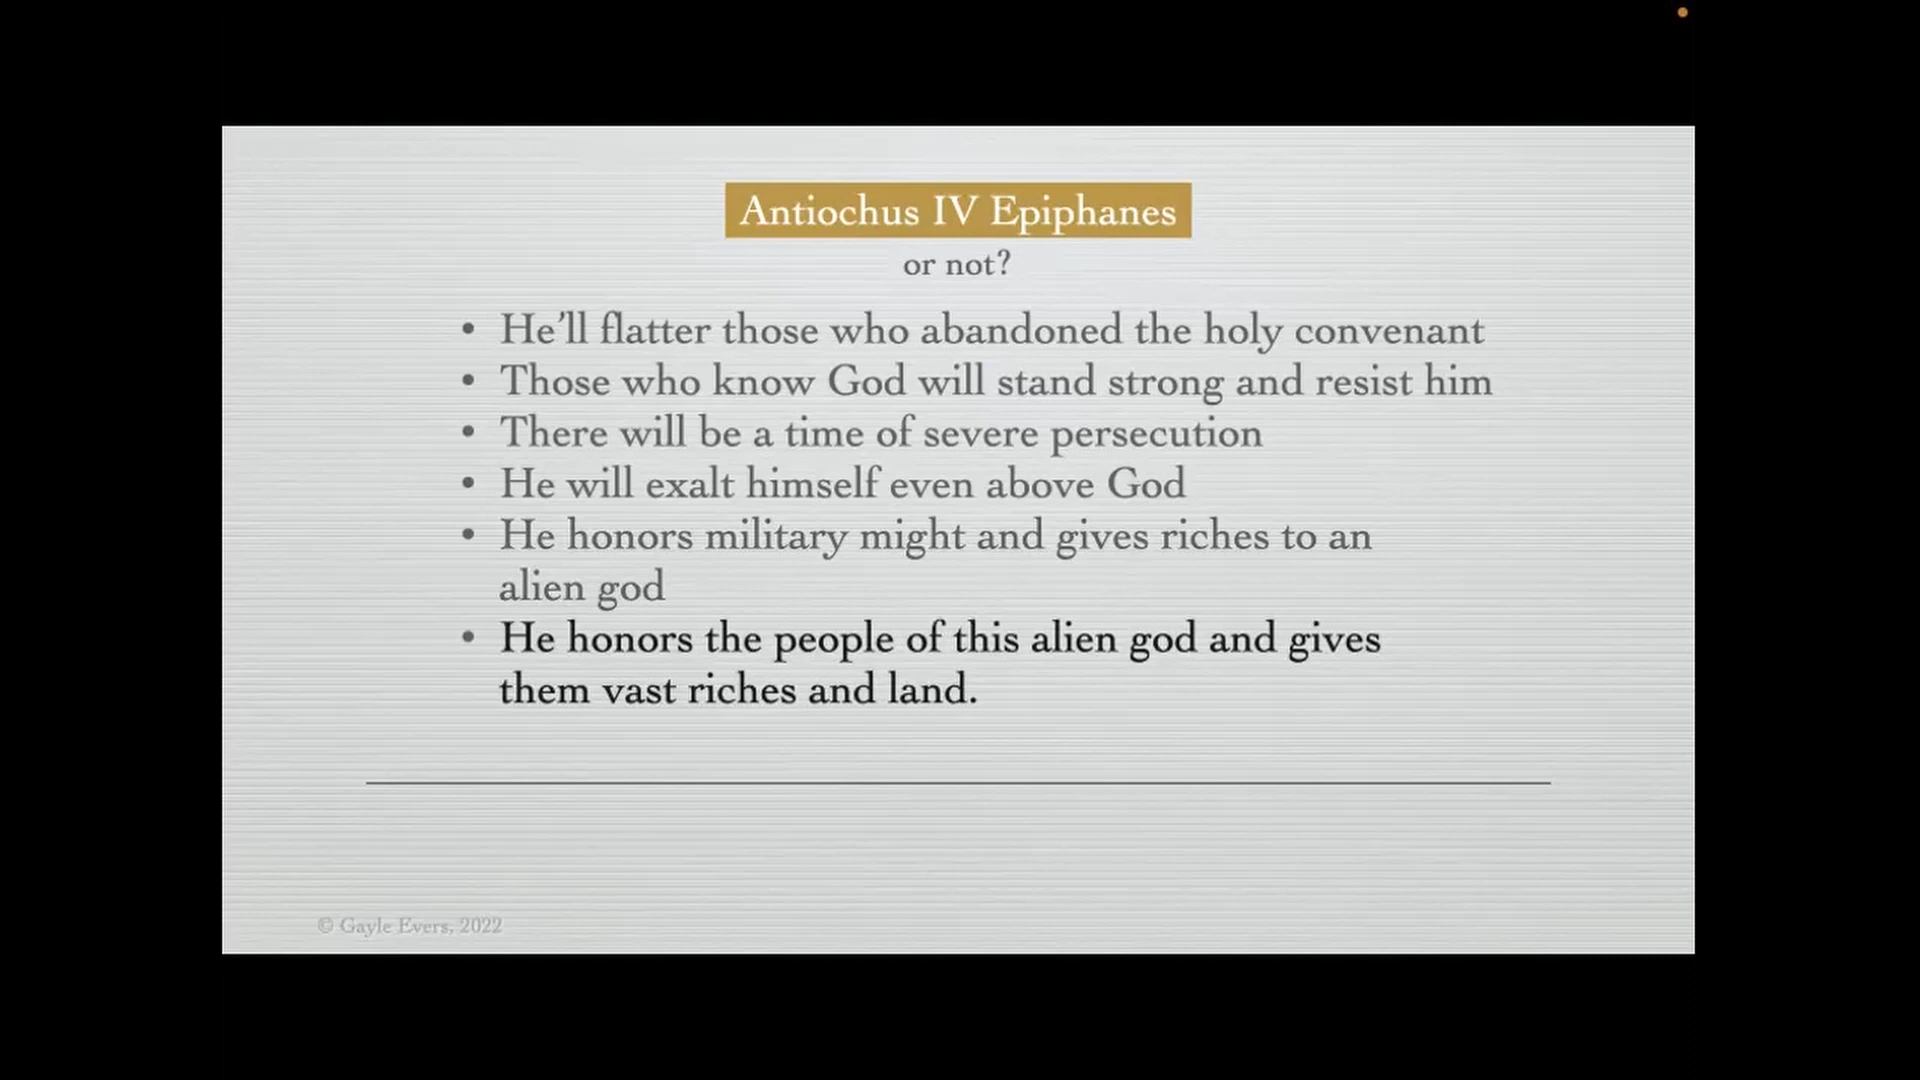 Antiochus IV Epiphanes
or not?
• He'll flatter those who abandoned the holy convenant
• Those who know God will stand strong and resist him
• There will be a time of severe persecution
• He will exalt himself even above God
• He honors military might and gives riches to an
alien god
• He honors the people of this alien god and gives
them vast riches and land.
© Gayle Evers, 2022